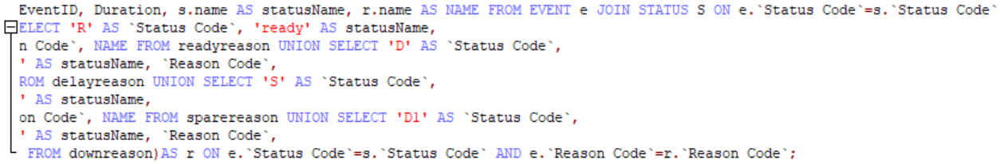 EventID, Duration, s.name AS statusName, r.name AS NAME FROM EVENT e JOIN STATUS S ON e.`Status Code`=s.`Status Code`
ELECT 'R' AS `Status Code`, 'ready' AS statusName,
n Code`, NAME FROM readyreason UNION SELECT 'D' AS `Status Code`,
' AS statusName, `Reason Code`,
ROM delayreason UNION SELECT 'S' AS `Status Code`,
' AS statusName,
on Code`, NAME FROM sparereason UNION SELECT 'D1' AS `Status Code`,
' AS statusName, `Reason Code`,
FROM downreason)AS r ON e.`Status Code`=s.`Status Code` AND e.`Reason Code`=r.`Reason Code`;